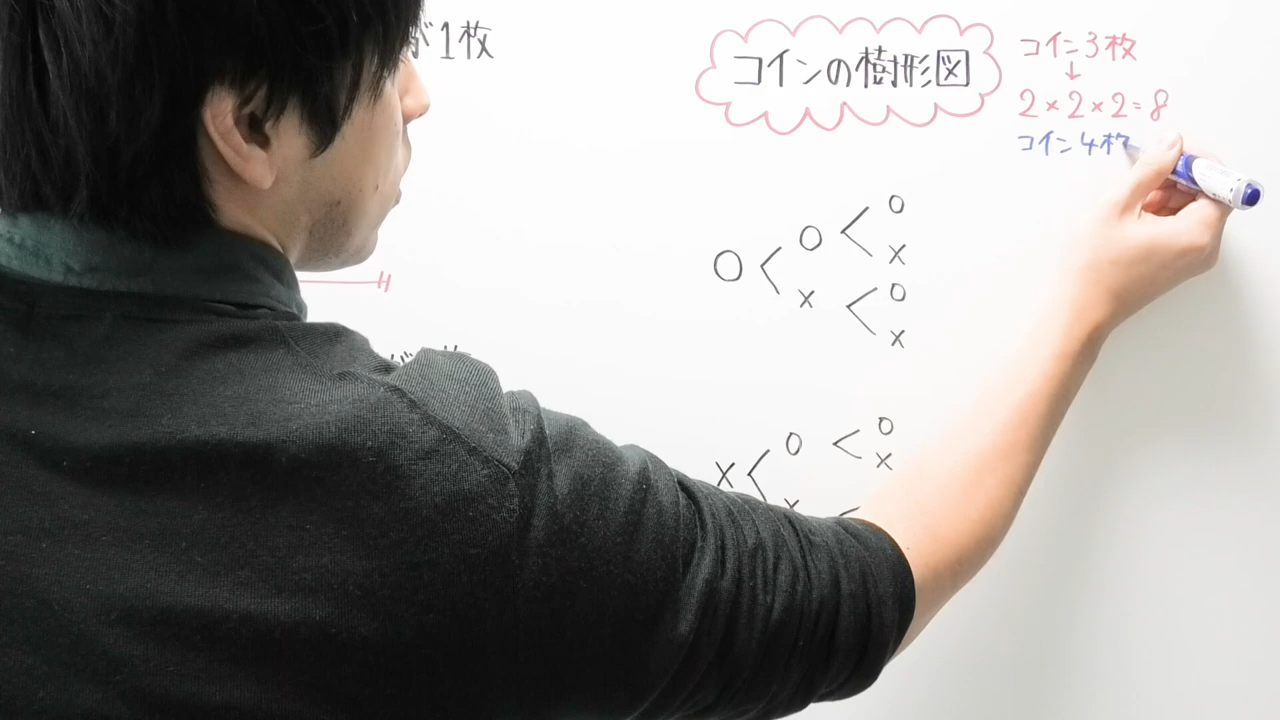 が1枚
コインの樹形図
コイン3枚
↓
2×2×2=8
コイン4枚
○ < ○ < ○
×
× < ○
×
× < ○ < ○
×
×